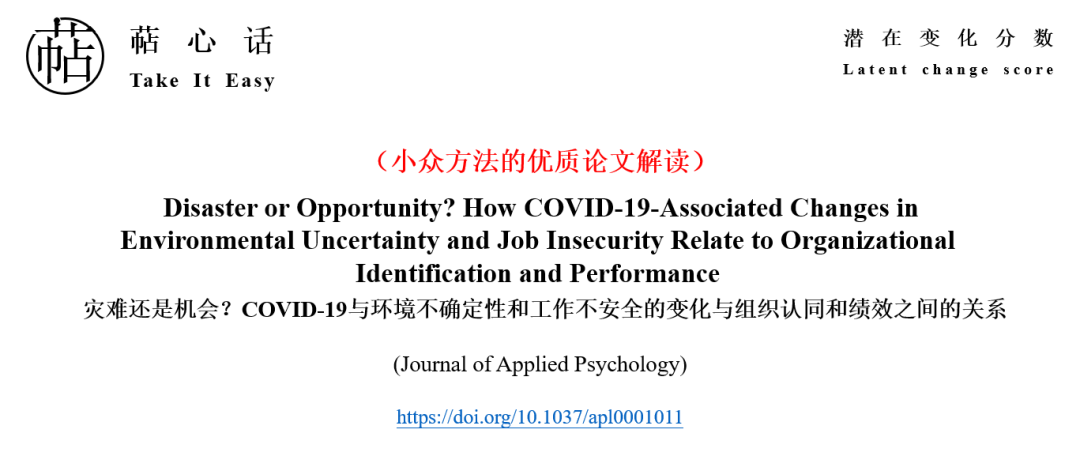 萜
萜心话
Take It Easy
潜在变化分数
Latent change score
（小众方法的优质论文解读）
Disaster or Opportunity? How COVID-19-Associated Changes in
Environmental Uncertainty and Job Insecurity Relate to Organizational
Identification and Performance
灾难还是机会？COVID-19与环境不确定性和工作不安全的变化与组织认同和绩效之间的关系
(Journal of Applied Psychology)
https://doi.org/10.1037/apl0001011